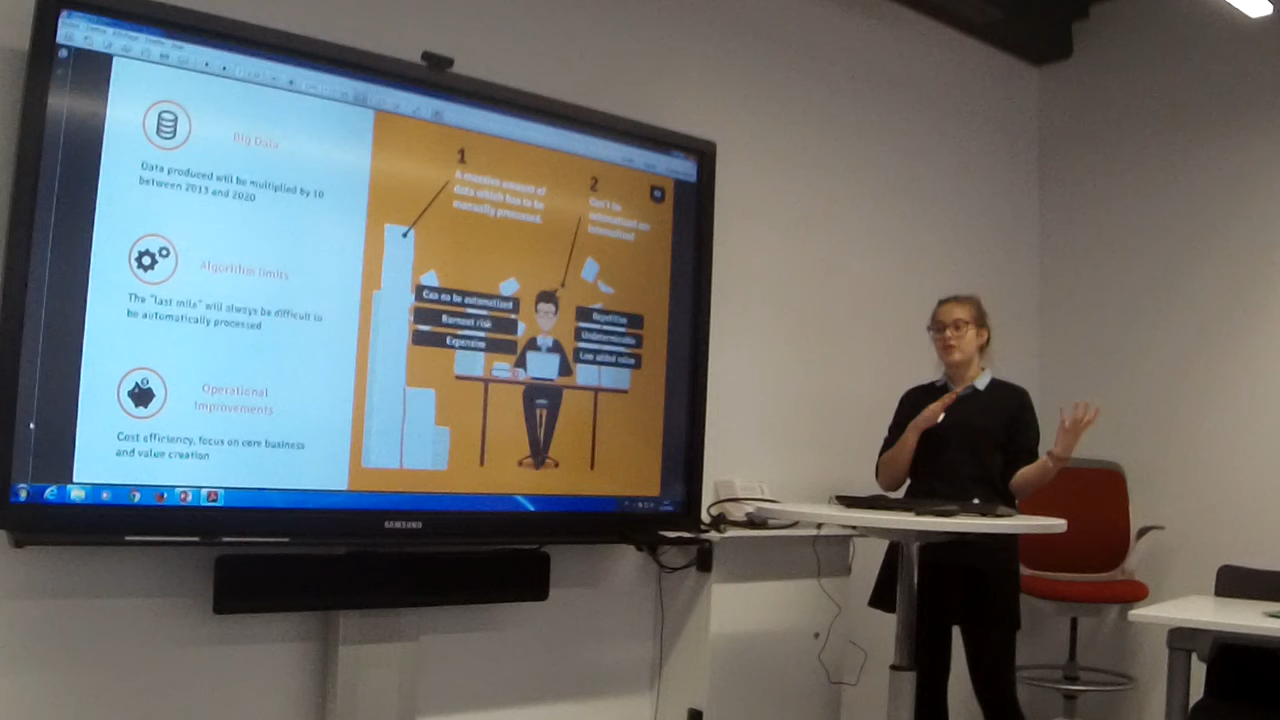 Big Data
Data produced will be multiplied by 10
between 2013 and 2020
Algorithm limits
The "last mile" will always be difficult to
be automatically processed
Operational
Improvements
Cost efficiency, focus on core business
and value creation
1
A massive amount of
data which has to be
manually processed.
2
Can't be
automatized nor
Can no be automatized
Burnout risk
Expensive
Repetitive
Undeterminable
Low added value
SAMSUNG